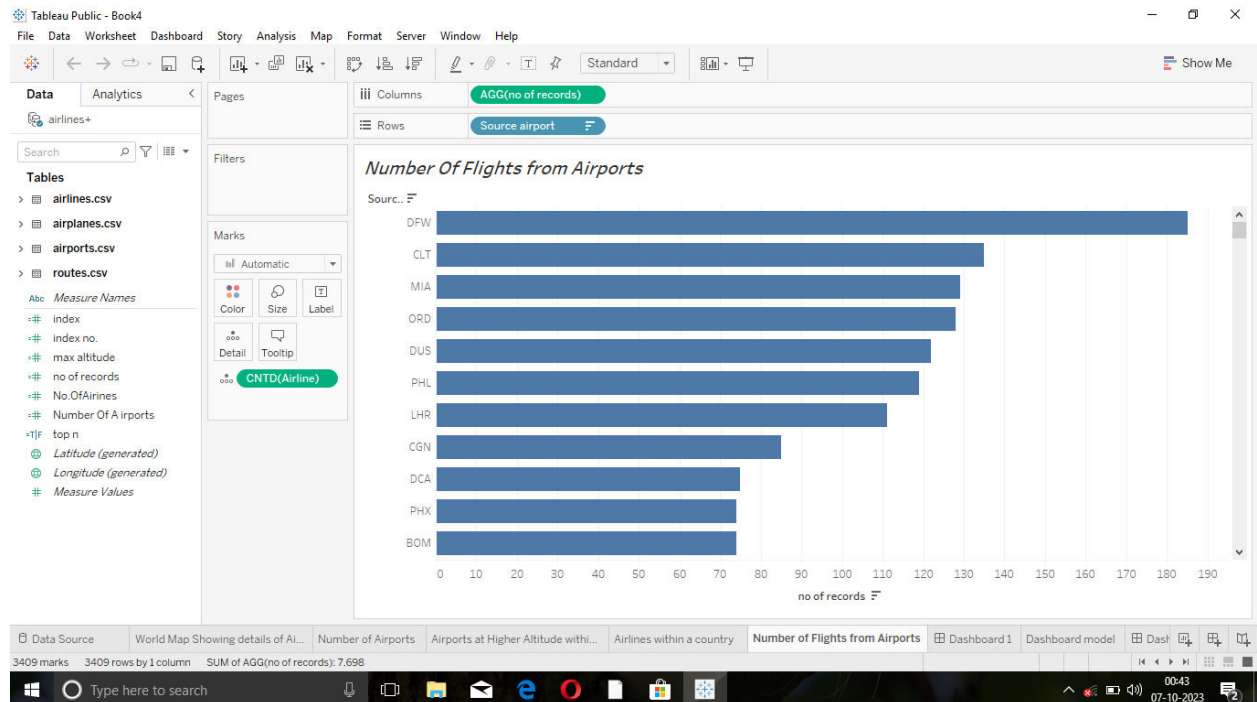 Tableau Public - Book4
File Data Worksheet Dashboard Story Analysis Map Format Server Window Help
Standard
Show Me
Data Analytics
airlines+
Search
Tables
airlines.csv
airplanes.csv
airports.csv
routes.csv
Abc Measure Names
=# index
=# index no.
=# max altitude
=# no of records
=# No.OfAirines
=# Number Of A irports
=T|F top n
Latitude (generated)
Longitude (generated)
# Measure Values
Pages
Filters
Marks
Automatic
Color Size Label
Detail Tooltip
CNTD(Airline)
iii Columns AGG(no of records)
Rows Source airport
Number Of Flights from Airports
Sourc..
DFW
CLT
MIA
ORD
DUS
PHL
LHR
CGN
DCA
PHX
BOM
0 10 20 30 40 50 60 70 80 90 100 110 120 130 140 150 160 170 180 190
no of records
Data Source World Map Showing details of Ai... Number of Airports Airports at Higher Altitude withi... Airlines within a country Number of Flights from Airports Dashboard 1 Dashboard model Dasl
3409 marks 3409 rows by 1 column SUM of AGG(no of records): 7,698
Type here to search
00:43
07-10-2023
2